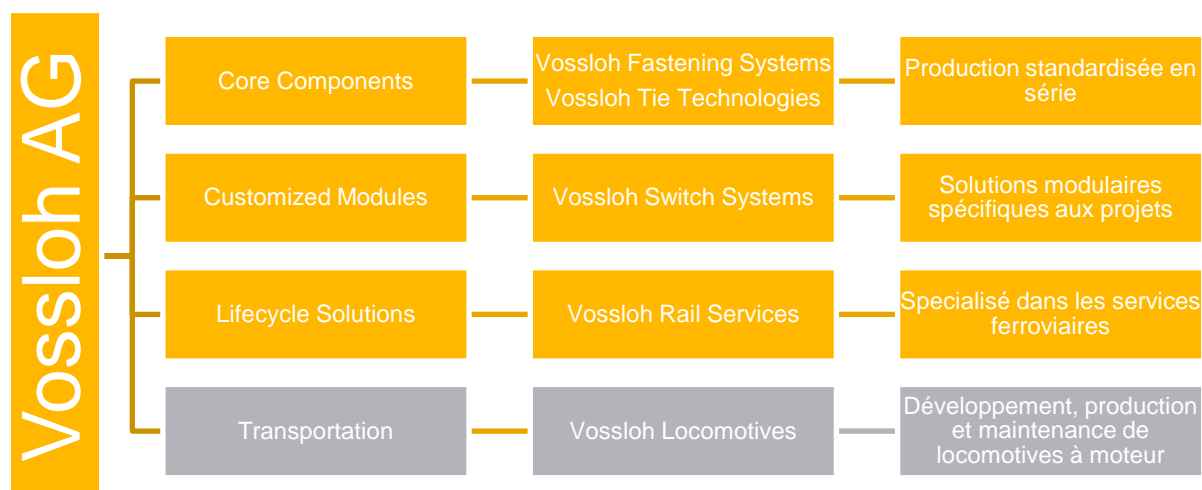 Vossloh AG
Core Components
Vossloh Fastening Systems
Vossloh Tie Technologies
Production standardisée en
série
Customized Modules
Vossloh Switch Systems
Solutions modulaires
spécifiques aux projets
Lifecycle Solutions
Vossloh Rail Services
Specialisé dans les services
ferroviaires
Transportation
Vossloh Locomotives
Développement, production
et maintenance de
locomotives à moteur